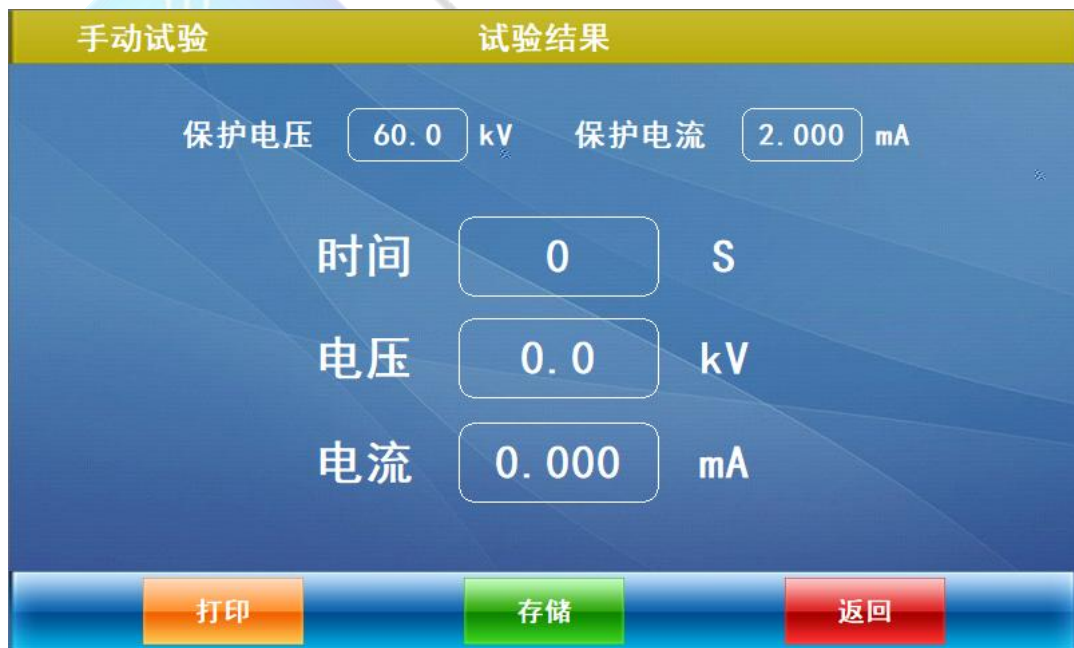 手动试验 试验结果
保护电压 60.0 kV 保护电流 2.000 mA
时间 0 S
电压 0.0 kV
电流 0.000 mA
打印 存储 返回